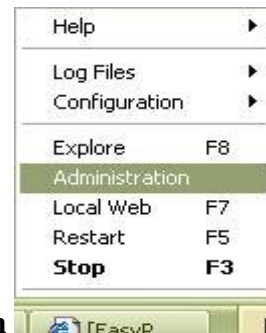 Help
Log Files
Configuration
Explore F8
Administration
Local Web F7
Restart F5
Stop F3
[EasyP